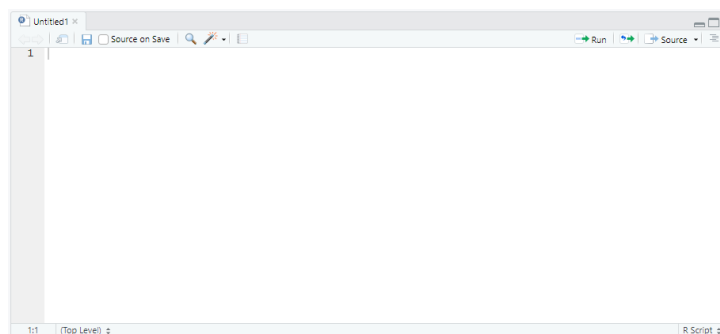 Untitled1
Source on Save
Run
Source
1
1:1 (Top Level)
R Script